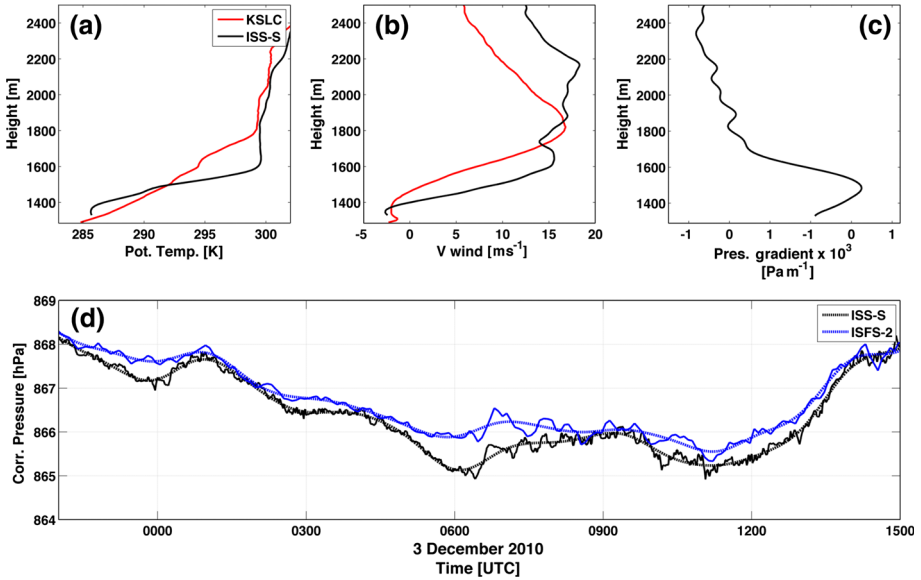 (a)
KSLC
ISS-S
2400
2200
2000
1800
1600
1400
Height [m]
285 290 295 300
Pot. Temp. [K]
(b)
2400
2200
2000
1800
1600
1400
Height [m]
-5 0 5 10 15 20
V wind [ms⁻¹]
(c)
2400
2200
2000
1800
1600
1400
Height [m]
-1 -1 0 1 1
Pres. gradient x 10³
[Pa m⁻¹]
(d)
ISS-S
ISFS-2
869
868
867
866
865
864
Corr. Pressure [hPa]
0000 0300 0600 0900 1200 1500
3 December 2010
Time [UTC]